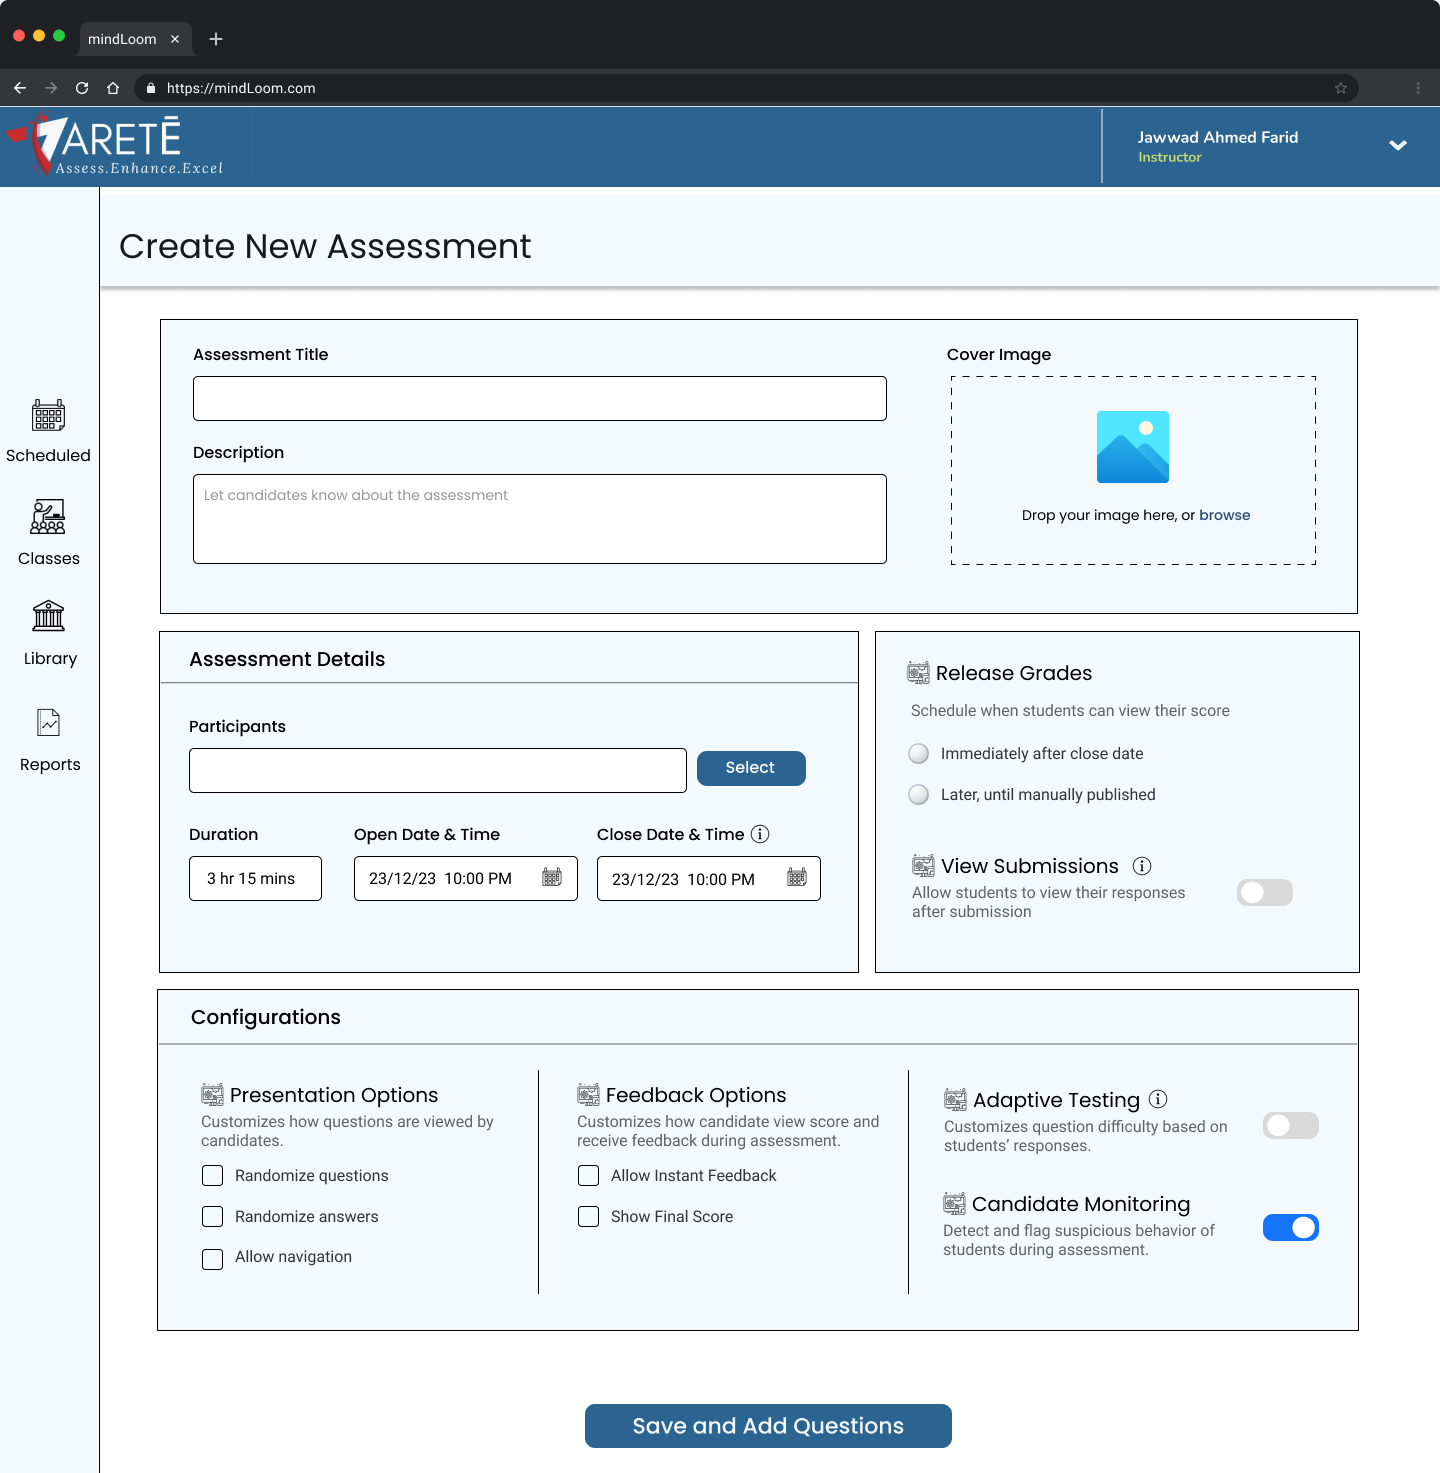 mindLoom
https://mindLoom.com
ARETĒ
Assess.Enhance.Excel
Jawwad Ahmed Farid
Instructor
Create New Assessment
Scheduled
Classes
Library
Reports
Assessment Title
Description
Let candidates know about the assessment
Cover Image
Drop your image here, or browse
Assessment Details
Participants
Select
Duration
Open Date & Time
Close Date & Time
3 hr 15 mins
23/12/23 10:00 PM
23/12/23 10:00 PM
Release Grades
Schedule when students can view their score
Immediately after close date
Later, until manually published
View Submissions
Allow students to view their responses
after submission
Configurations
Presentation Options
Customizes how questions are viewed by
candidates.
Randomize questions
Randomize answers
Allow navigation
Feedback Options
Customizes how candidate view score and
receive feedback during assessment.
Allow Instant Feedback
Show Final Score
Adaptive Testing
Customizes question difficulty based on
students’ responses.
Candidate Monitoring
Detect and flag suspicious behavior of
students during assessment.
Save and Add Questions